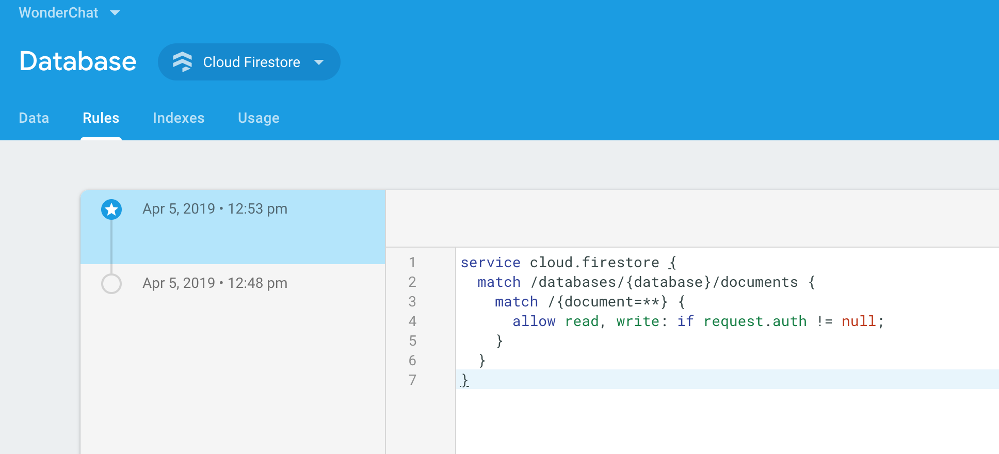 WonderChat
Database
Cloud Firestore
Data Rules Indexes Usage
Apr 5, 2019 • 12:53 pm
Apr 5, 2019 • 12:48 pm
1 service cloud.firestore {
2   match /databases/{database}/documents {
3     match /{document=**} {
4       allow read, write: if request.auth != null;
5     }
6   }
7 }